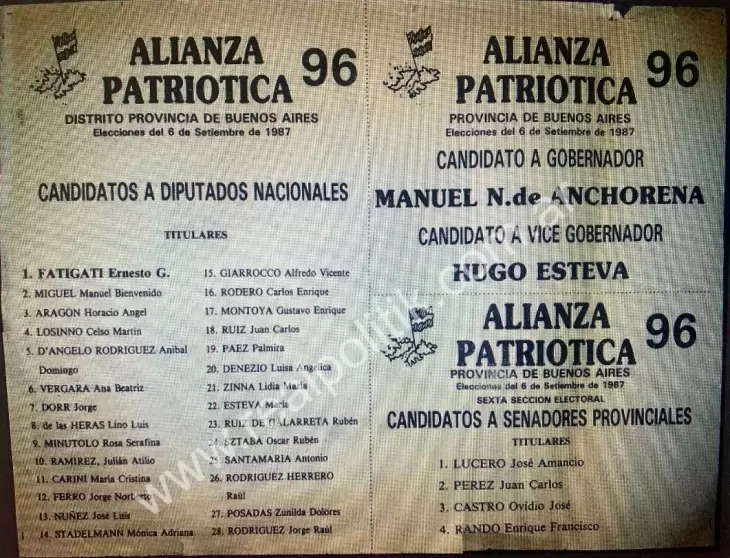 ALIANZA
PATRIOTICA 96
DISTRITO PROVINCIA DE BUENOS AIRES
Elecciones del 6 de Setiembre de 1987
CANDIDATOS A DIPUTADOS NACIONALES
TITULARES
1. FATIGATI Ernesto G.
2. MIGUEL Manuel Bienvenido
3. ARAGON Horacio Angel
4. LOSINNO Celso Martin
5. D'ANGELO RODRIGUEZ Anibal
Domingo
6. VERGARA Ana Beatriz
7. DORR Jorge
8. de las HERAS Lino Luis
9. MINUTOLO Rosa Serafina
10. RAMIREZ, Julián Atilio
11. CARINI María Cristina
12. FERRO Jorge Norberto
13. NUÑEZ José Luis
14. STADELMANN Mónica Adriana
15. GIARROCCO Alfredo Vicente
16. RODERO Carlos Enrique
17. MONTOYA Gustavo Enrique
18. RUIZ Juan Carlos
19. PAEZ Palmira
20. DENEZIO Luisa Angelica
21. ZINNA Lidia María
22. ESTEVA María
23. RUIZ DE GALARRETA Rubén
24. SZTABA Oscar Rubén
25. SANTAMARIA Antonio
26. RODRIGUEZ HERRERO
Raúl
27. POSADAS Zunilda Dolores
28. RODRIGUEZ Jorge Raúl
ALIANZA
PATRIOTICA 96
PROVINCIA DE BUENOS AIRES
Elecciones del 6 de Setiembre de 1987
CANDIDATO A GOBERNADOR
MANUEL N. de ANCHORENA
CANDIDATO A VICE GOBERNADOR
HUGO ESTEVA
ALIANZA
PATRIOTICA 96
PROVINCIA DE BUENOS AIRES
Elecciones del 6 de Setiembre de 1987
SEXTA SECCION ELECTORAL
CANDIDATOS A SENADORES PROVINCIALES
TITULARES
1. LUCERO José Amancio
2. PEREZ Juan Carlos
3. CASTRO Ovidio José
4. RANDO Enrique Francisco